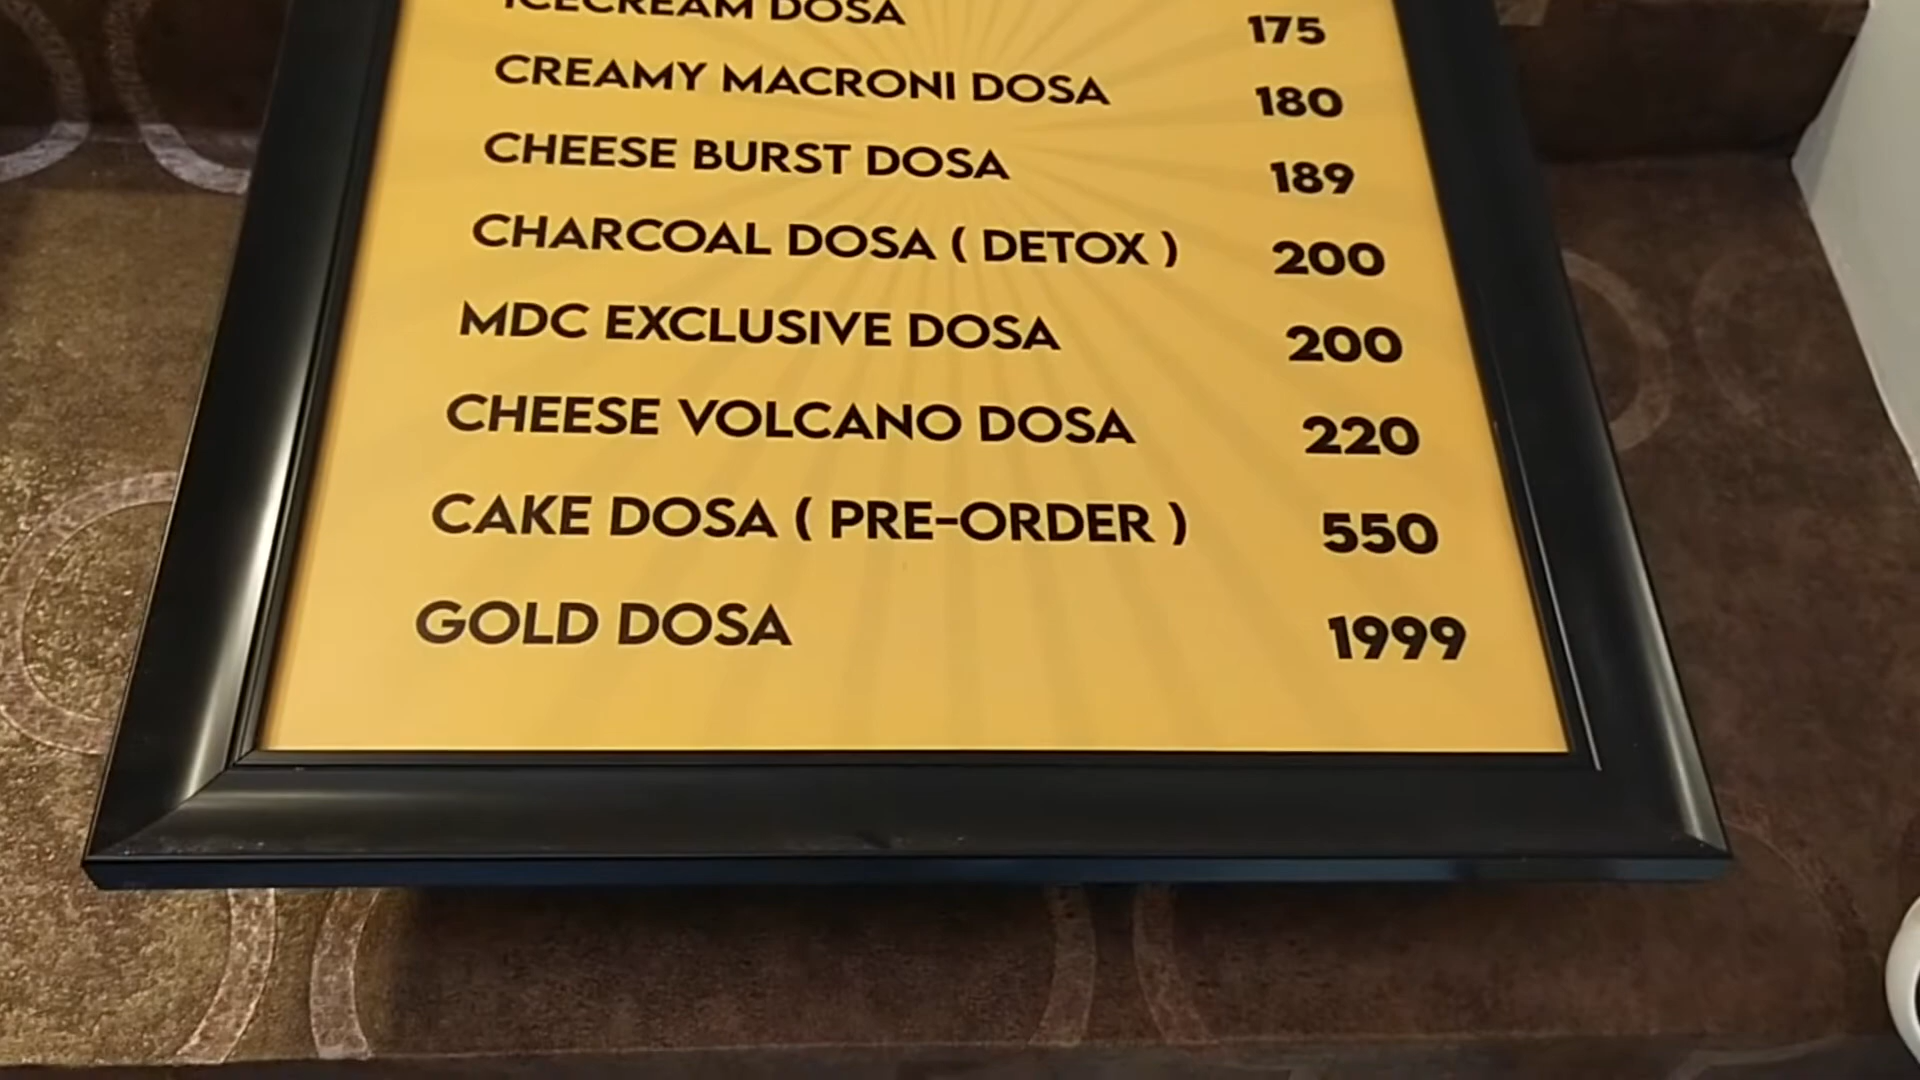 ICECREAM DOSA 175
CREAMY MACRONI DOSA 180
CHEESE BURST DOSA 189
CHARCOAL DOSA ( DETOX ) 200
MDC EXCLUSIVE DOSA 200
CHEESE VOLCANO DOSA 220
CAKE DOSA ( PRE-ORDER ) 550
GOLD DOSA 1999